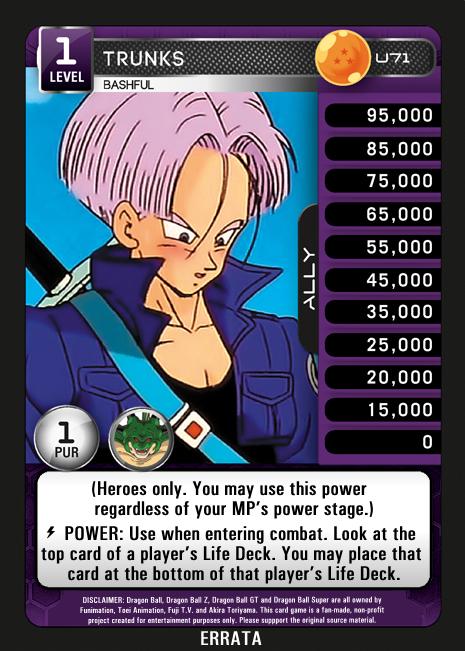 1
LEVEL
TRUNKS
U71
BASHFUL
95,000
85,000
75,000
65,000
55,000
45,000
35,000
25,000
20,000
15,000
0
ALLY
1
PUR
(Heroes only. You may use this power
regardless of your MP's power stage.)
POWER: Use when entering combat. Look at the
top card of a player's Life Deck. You may place that
card at the bottom of that player's Life Deck.
DISCLAIMER: Dragon Ball, Dragon Ball Z, Dragon Ball GT and Dragon Ball Super are all owned by
Funimation, Toei Animation, Fuji T.V. and Akira Toriyama. This card game is a fan-made, non-profit
project created for entertainment purposes only. Please suppport the original source material.
ERRATA